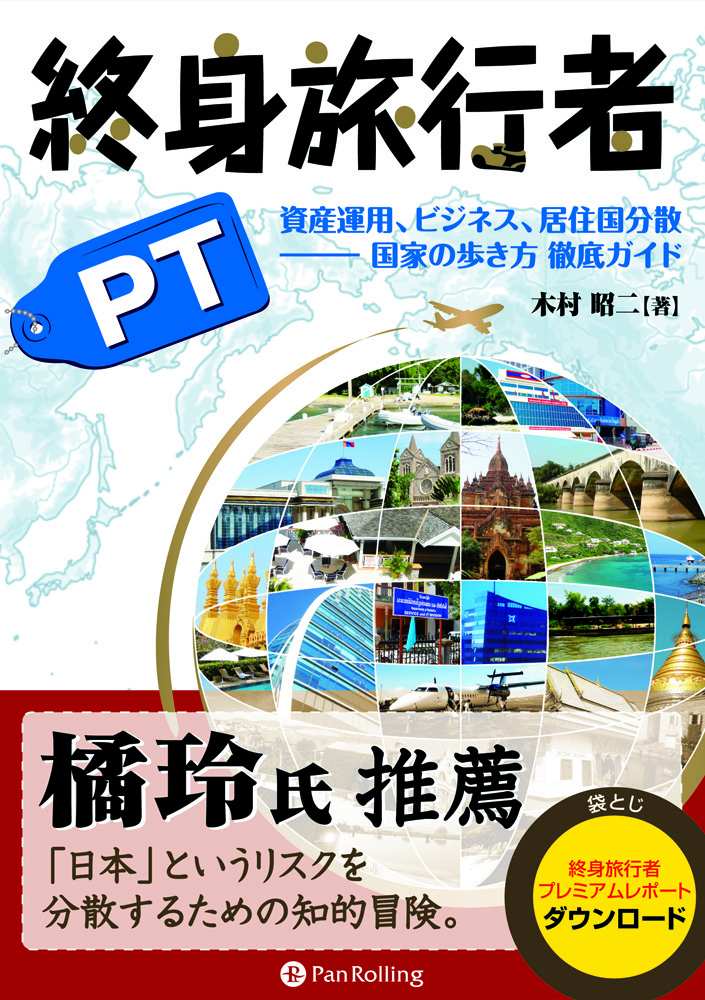 終身旅行者
PT
資産運用、ビジネス、居住国分散
――― 国家の歩き方 徹底ガイド
木村 昭二【著】
橘玲氏 推薦
「日本」というリスクを
分散するための知的冒険。
袋とじ
終身旅行者
プレミアムレポート
ダウンロード
PanRolling